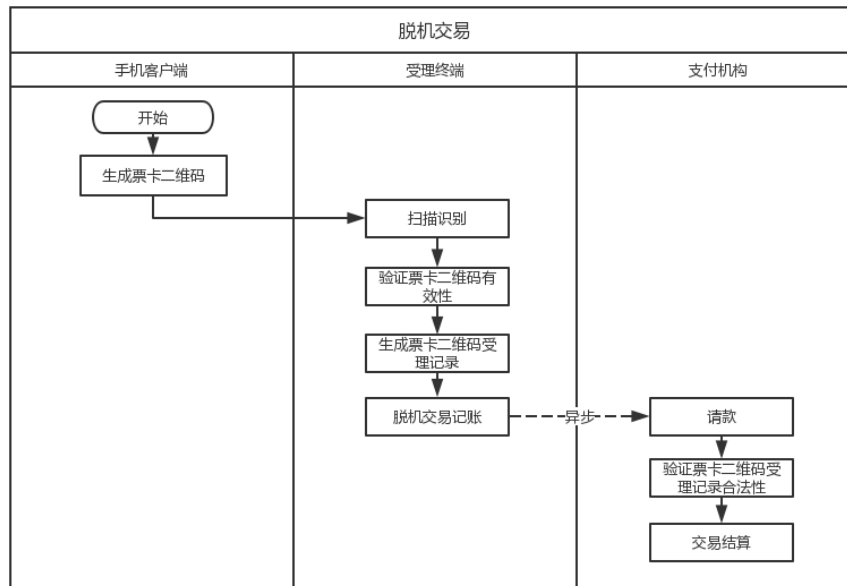 脱机交易
手机客户端
受理终端
支付机构
开始
生成票卡二维码
扫描识别
验证票卡二维码有
效性
生成票卡二维码受
理记录
脱机交易记账
异步
请款
验证票卡二维码受
理记录合法性
交易结算